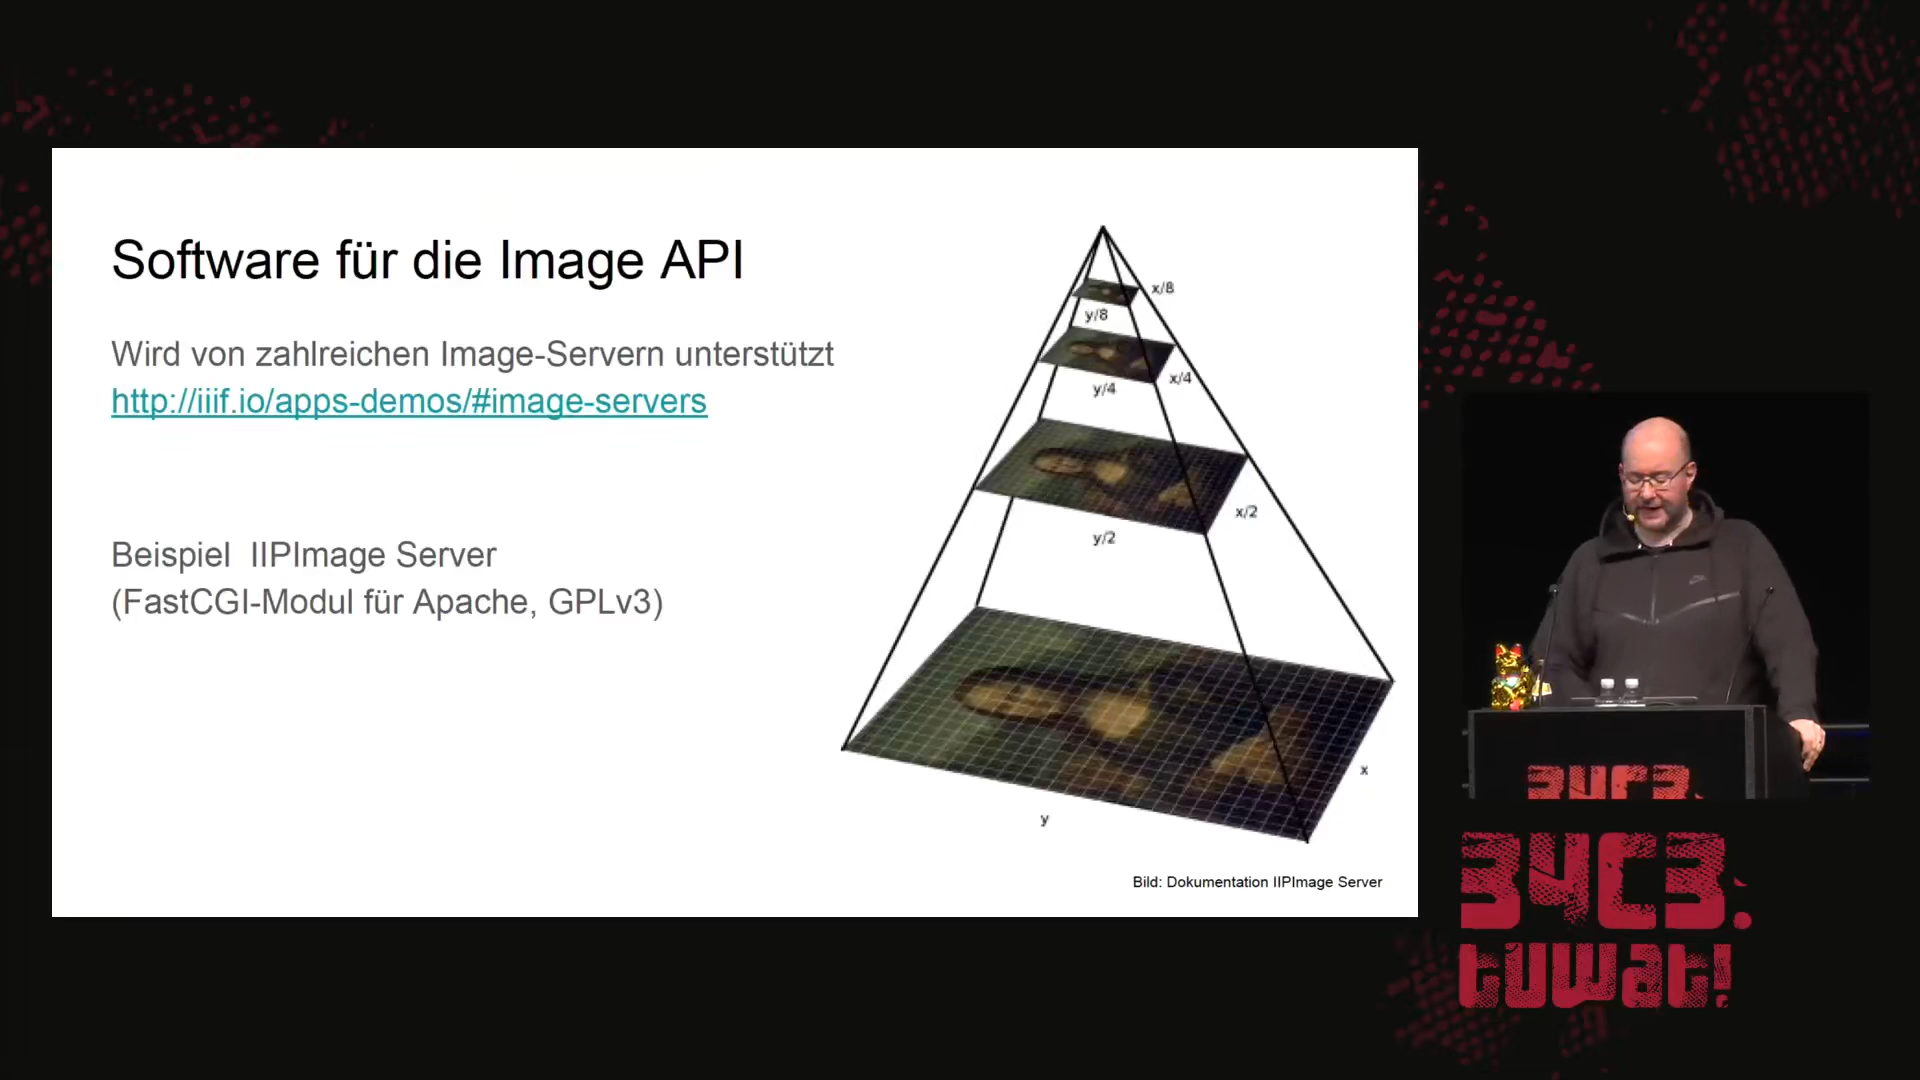 Software für die Image API
Wird von zahlreichen Image-Servern unterstützt
http://iiif.io/apps-demos/#image-servers
Beispiel  IIPImage Server
(FastCGI-Modul für Apache, GPLv3)
x/8
y/8
x/4
y/4
x/2
y/2
x
y
Bild: Dokumentation IIPImage Server
34C3.
34C3.
tuwat!